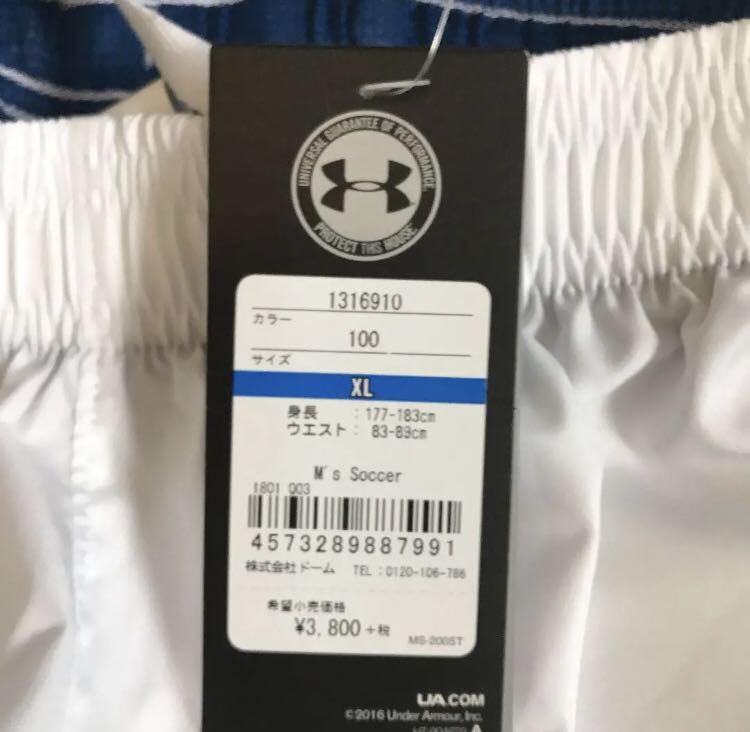 UNIVERSAL GUARANTEE OF PERFORMANCE.
PROTECT THIS HOUSE.
1316910
カラー
100
サイズ
XL
身長 : 177-183cm
ウエスト : 83-89cm
M's Soccer
1801 003
4573289887991
株式会社ドーム TEL : 0120-106-786
希望小売価格
¥3,800+税
MS-200ST
UA.COM
©2016 Under Armour, Inc.